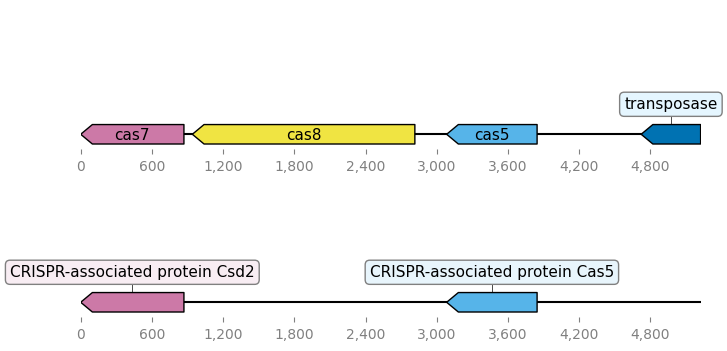 transposase
cas7 cas8 cas5
0 600 1,200 1,800 2,400 3,000 3,600 4,200 4,800
CRISPR-associated protein Csd2 CRISPR-associated protein Cas5
0 600 1,200 1,800 2,400 3,000 3,600 4,200 4,800